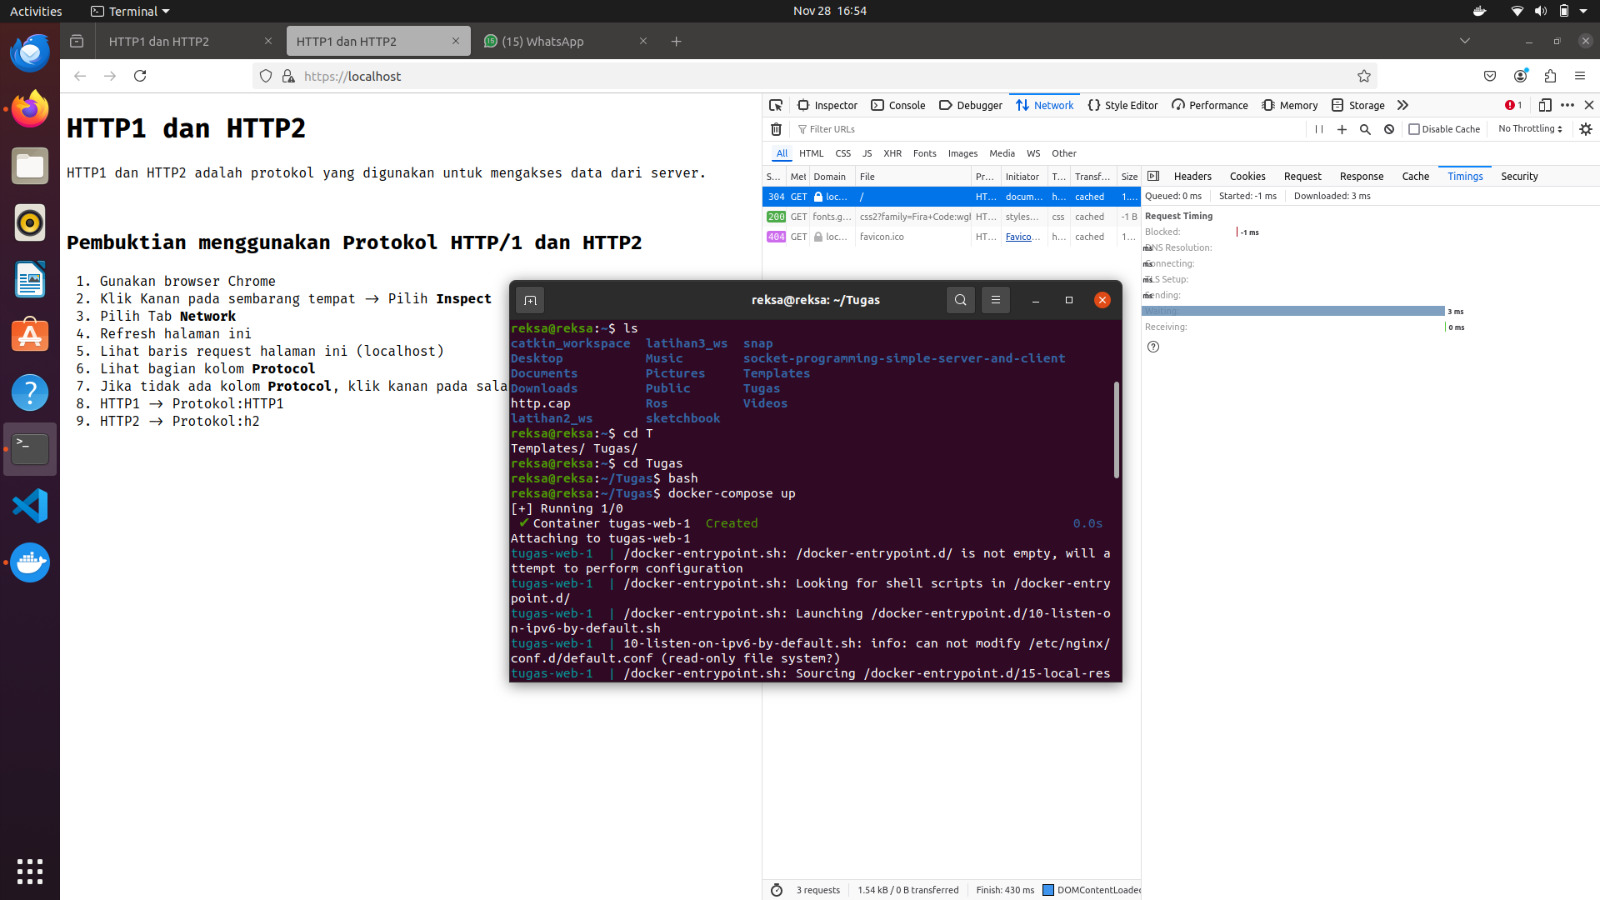 Activities
Terminal
Nov 28 16:54
HTTP1 dan HTTP2
HTTP1 dan HTTP2
(15) WhatsApp
https://localhost
HTTP1 dan HTTP2
HTTP1 dan HTTP2 adalah protokol yang digunakan untuk mengakses data dari server.
Pembuktian menggunakan Protokol HTTP/1 dan HTTP2
1. Gunakan browser Chrome
2. Klik Kanan pada sembarang tempat → Pilih Inspect
3. Pilih Tab Network
4. Refresh halaman ini
5. Lihat baris request halaman ini (localhost)
6. Lihat bagian kolom Protocol
7. Jika tidak ada kolom Protocol, klik kanan pada sala
8. HTTP1 → Protokol:HTTP1
9. HTTP2 → Protokol:h2
Inspector Console Debugger Network Style Editor Performance Memory Storage 1
Filter URLs Disable Cache No Throttling
All HTML CSS JS XHR Fonts Images Media WS Other
S... Met Domain File Pr... Initiator T... Transf... Size
304 GET loc... / HT... docum... h... cached 1....
200 GET fonts.g... css2?family=Fira+Code:wgl HT... styles... css cached -1 B
404 GET loc... favicon.ico HT... Favico... h... cached 1...
Headers Cookies Request Response Cache Timings Security
Queued: 0 ms Started: -1 ms Downloaded: 3 ms
Request Timing
Blocked: -1 ms
DNS Resolution:
ms Connecting:
ms TLS Setup:
ms Sending:
Waiting: 3 ms
Receiving: 0 ms
reksa@reksa: ~/Tugas
reksa@reksa:~$ ls
catkin_workspace latihan3_ws snap
Desktop Music socket-programming-simple-server-and-client
Documents Pictures Templates
Downloads Public Tugas
http.cap Ros Videos
latihan2_ws sketchbook
reksa@reksa:~$ cd T
Templates/ Tugas/
reksa@reksa:~$ cd Tugas
reksa@reksa:~/Tugas$ bash
reksa@reksa:~/Tugas$ docker-compose up
[+] Running 1/0
✔ Container tugas-web-1 Created 0.0s
Attaching to tugas-web-1
tugas-web-1 | /docker-entrypoint.sh: /docker-entrypoint.d/ is not empty, will a
ttempt to perform configuration
tugas-web-1 | /docker-entrypoint.sh: Looking for shell scripts in /docker-entry
point.d/
tugas-web-1 | /docker-entrypoint.sh: Launching /docker-entrypoint.d/10-listen-o
n-ipv6-by-default.sh
tugas-web-1 | 10-listen-on-ipv6-by-default.sh: info: can not modify /etc/nginx/
conf.d/default.conf (read-only file system?)
tugas-web-1 | /docker-entrypoint.sh: Sourcing /docker-entrypoint.d/15-local-res
3 requests 1.54 kB / 0 B transferred Finish: 430 ms DOMContentLoaded